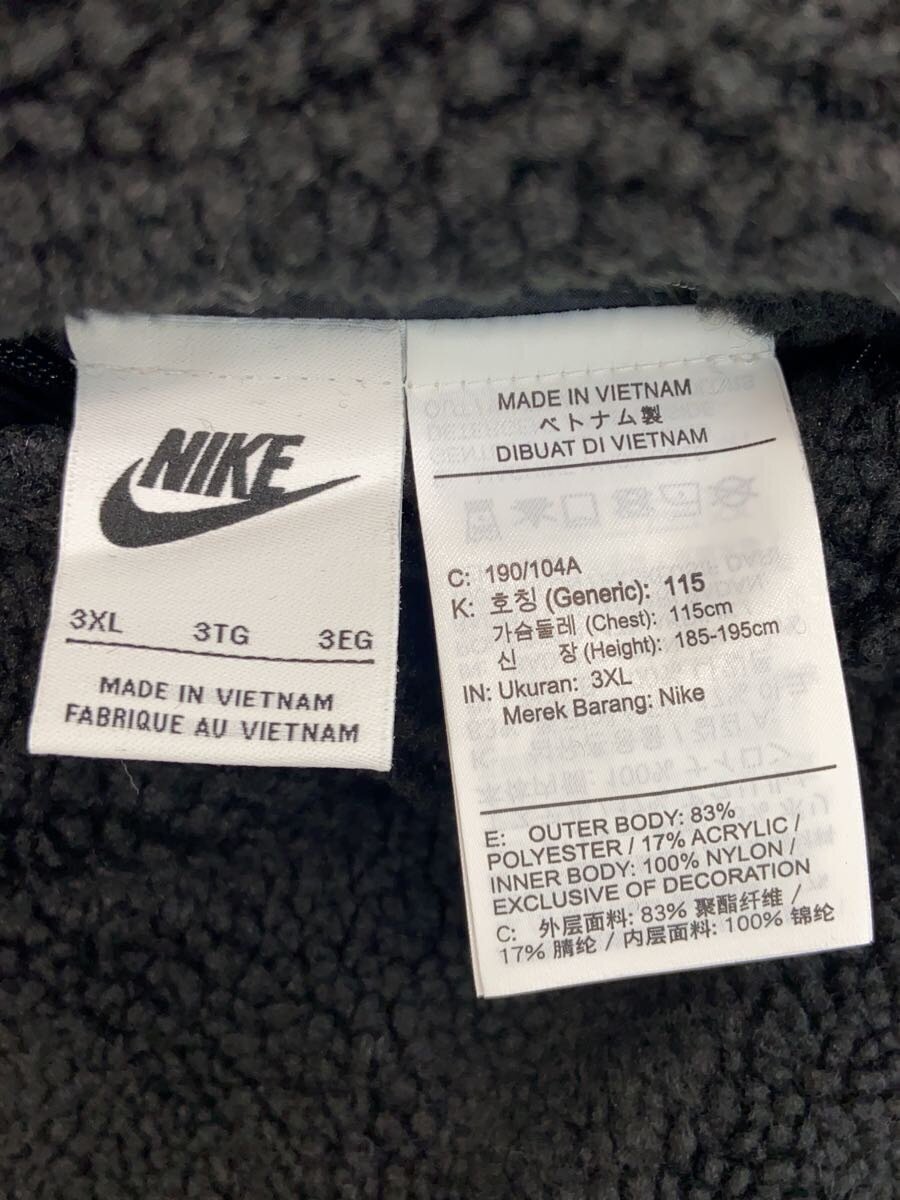 NIKE
3XL 3TG 3EG
MADE IN VIETNAM
FABRIQUE AU VIETNAM
MADE IN VIETNAM
ベトナム製
DIBUAT DI VIETNAM
C: 190/104A
K: 호칭 (Generic): 115
가슴둘레 (Chest): 115cm
신 장 (Height): 185-195cm
IN: Ukuran: 3XL
Merek Barang: Nike
E: OUTER BODY: 83%
POLYESTER / 17% ACRYLIC /
INNER BODY: 100% NYLON /
EXCLUSIVE OF DECORATION
C: 外层面料: 83% 聚酯纤维 /
17% 腈纶 / 内层面料: 100% 锦纶